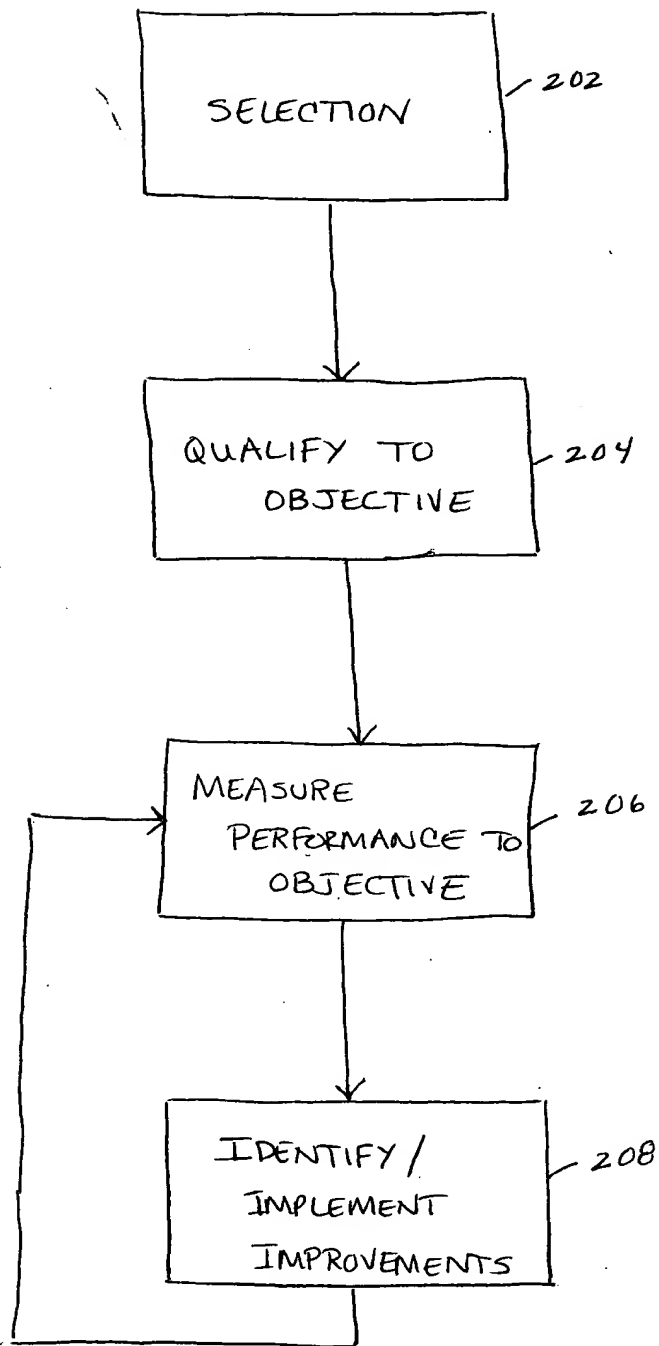 SELECTION
202
QUALIFY TO
OBJECTIVE
204
MEASURE
PERFORMANCE TO
OBJECTIVE
206
IDENTIFY /
IMPLEMENT
IMPROVEMENTS
208